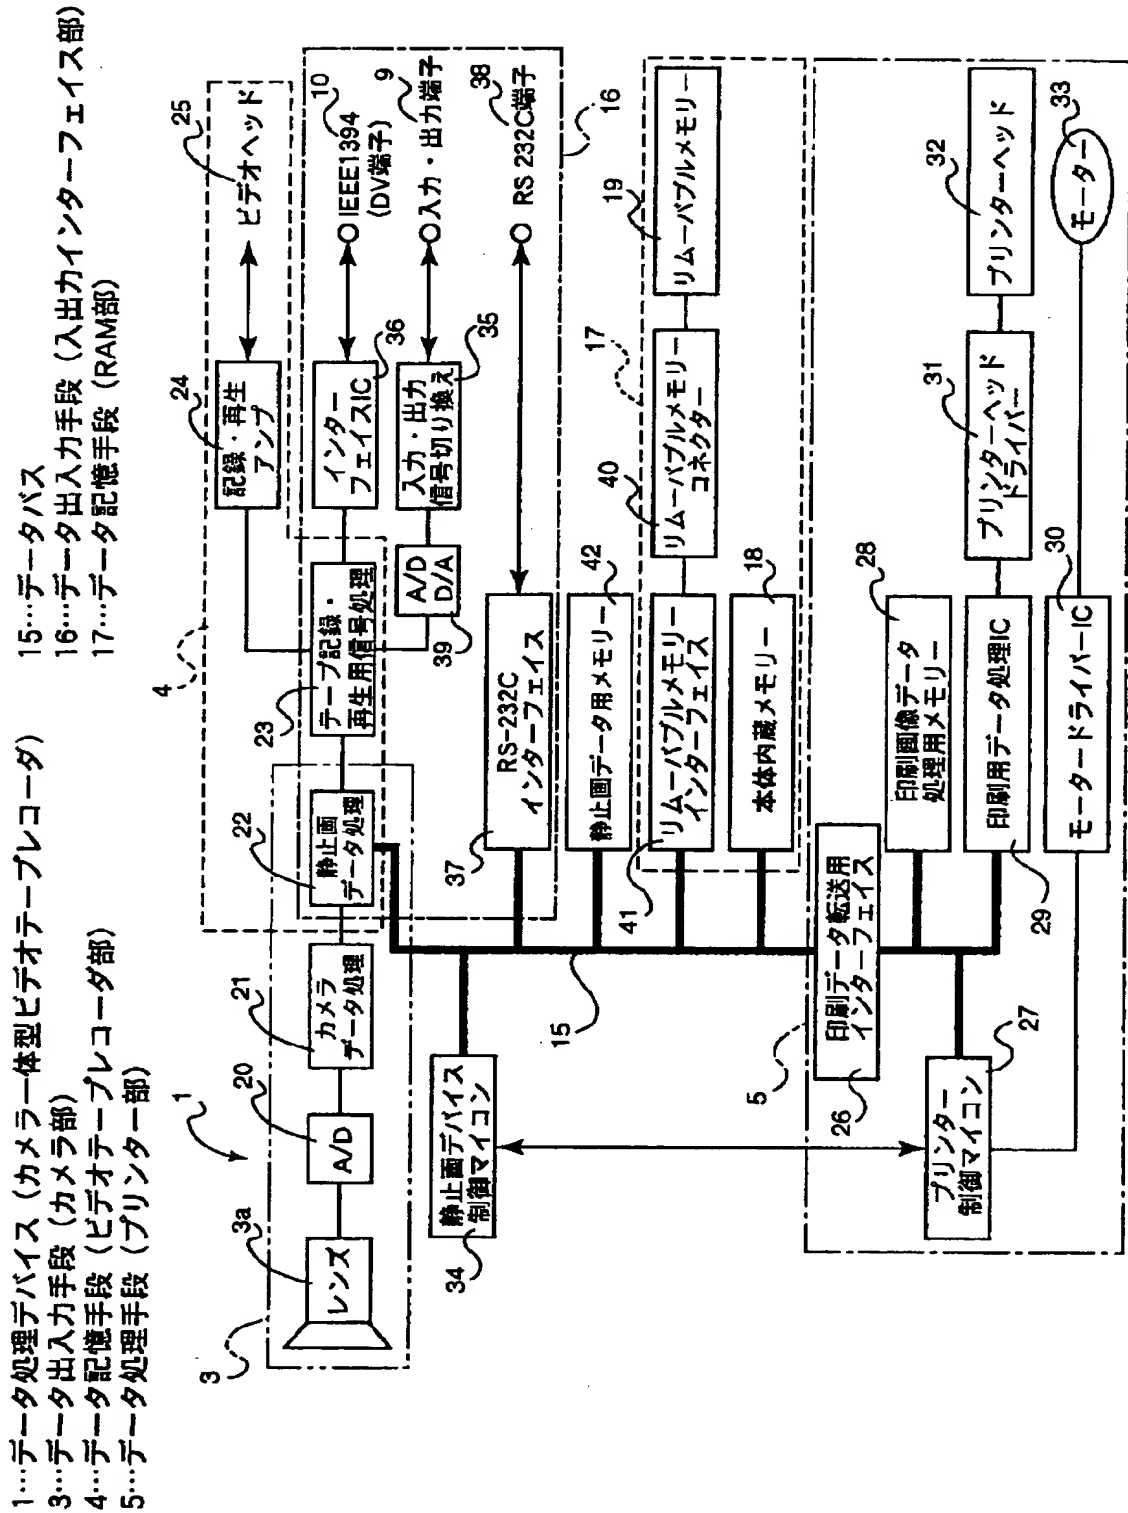 1…データ処理デバイス（カメラ一体型ビデオテープレコーダ）
3…データ出入力手段（カメラ部）
4…データ記憶手段（ビデオテープレコーダ部）
5…データ処理手段（プリンター部）
15…データバス
16…データ出入力手段（入出力インターフェイス部）
17…データ記憶手段（RAM部）
1
3
3a
レンズ
20
A/D
21
カメラ
データ処理
22
静止画
データ処理
4
23
テープ記録・
再生用信号処理
24
記録・再生
アンプ
25
ビデオヘッド
インター
フェイスIC
36
10
IEEE1394
(DV端子)
39
A/D
D/A
入力・出力
信号切り換え
35
9
入力・出力端子
37
RS-232C
インターフェイス
38
RS 232C端子
16
34
静止画デバイス
制御マイコン
15
静止画データ用メモリー
42
41
リムーバブルメモリー
インターフェイス
40
リムーバブルメモリー
コネクター
17
19
リムーバブルメモリー
本体内蔵メモリー
18
5
26
印刷データ転送用
インターフェイス
27
プリンター
制御マイコン
28
印刷画像データ
処理用メモリー
29
印刷用データ処理IC
31
プリンターヘッド
ドライバー
32
プリンターヘッド
30
モータードライバーIC
33
モーター